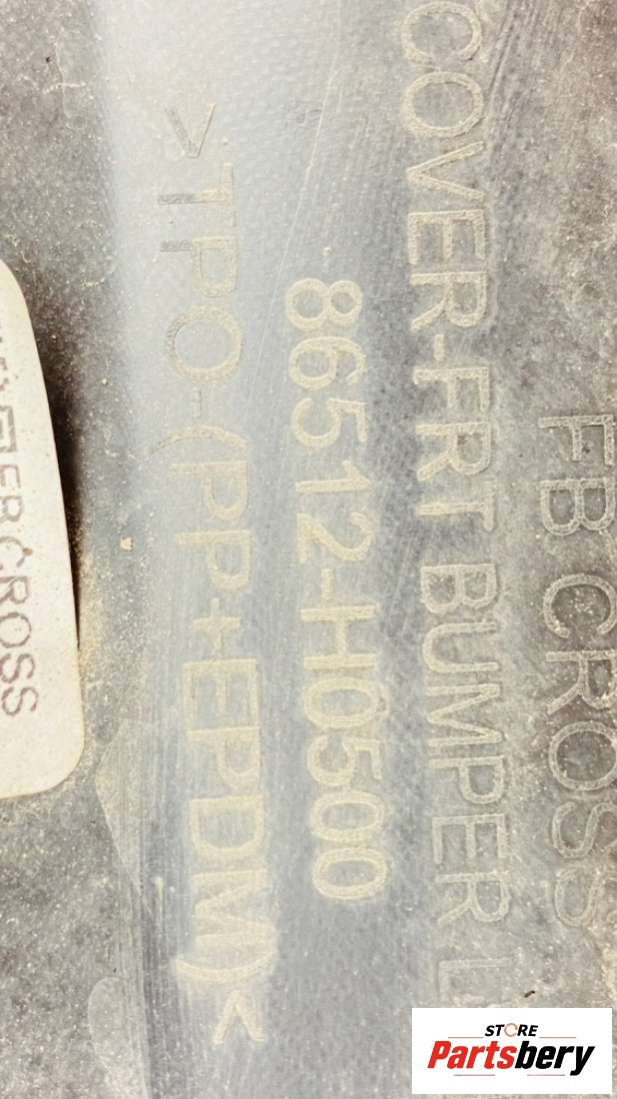 FB CROSS
COVER-FRT BUMPER L
86512-H0500
>TPO-(PP+EPDM)<
CROSS
STORE
Partsbery